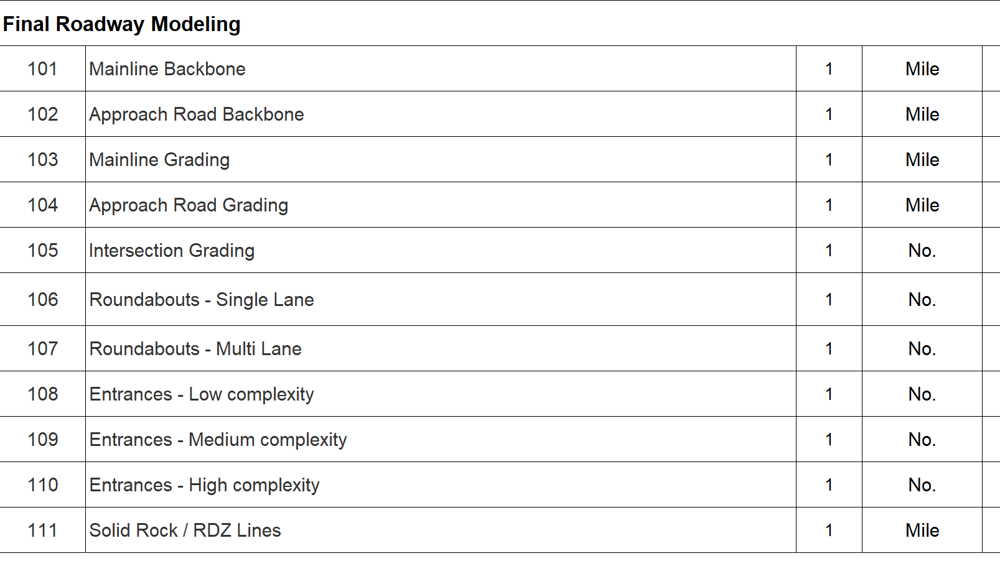 Final Roadway Modeling
101 Mainline Backbone 1 Mile
102 Approach Road Backbone 1 Mile
103 Mainline Grading 1 Mile
104 Approach Road Grading 1 Mile
105 Intersection Grading 1 No.
106 Roundabouts - Single Lane 1 No.
107 Roundabouts - Multi Lane 1 No.
108 Entrances - Low complexity 1 No.
109 Entrances - Medium complexity 1 No.
110 Entrances - High complexity 1 No.
111 Solid Rock / RDZ Lines 1 Mile